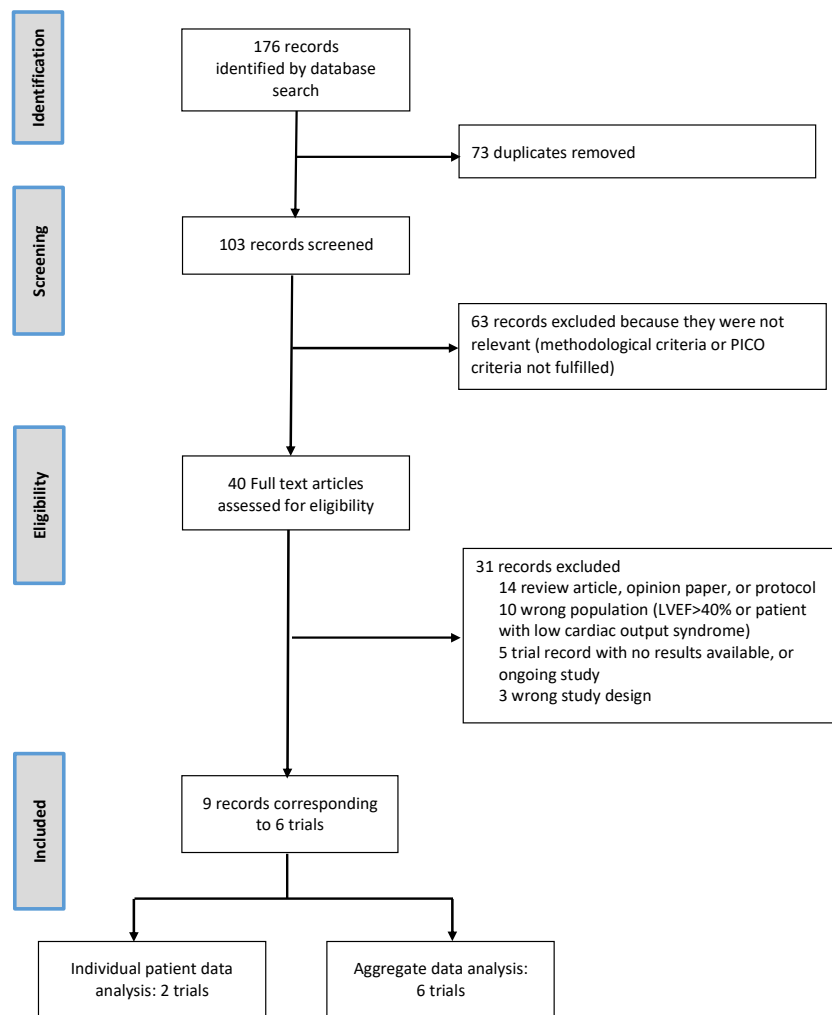 Identification
176 records
identified by database
search
73 duplicates removed
Screening
103 records screened
63 records excluded because they were not
relevant (methodological criteria or PICO
criteria not fulfilled)
Eligibility
40 Full text articles
assessed for eligibility
31 records excluded
14 review article, opinion paper, or protocol
10 wrong population (LVEF>40% or patient
with low cardiac output syndrome)
5 trial record with no results available, or
ongoing study
3 wrong study design
Included
9 records corresponding
to 6 trials
Individual patient data
analysis: 2 trials
Aggregate data analysis:
6 trials